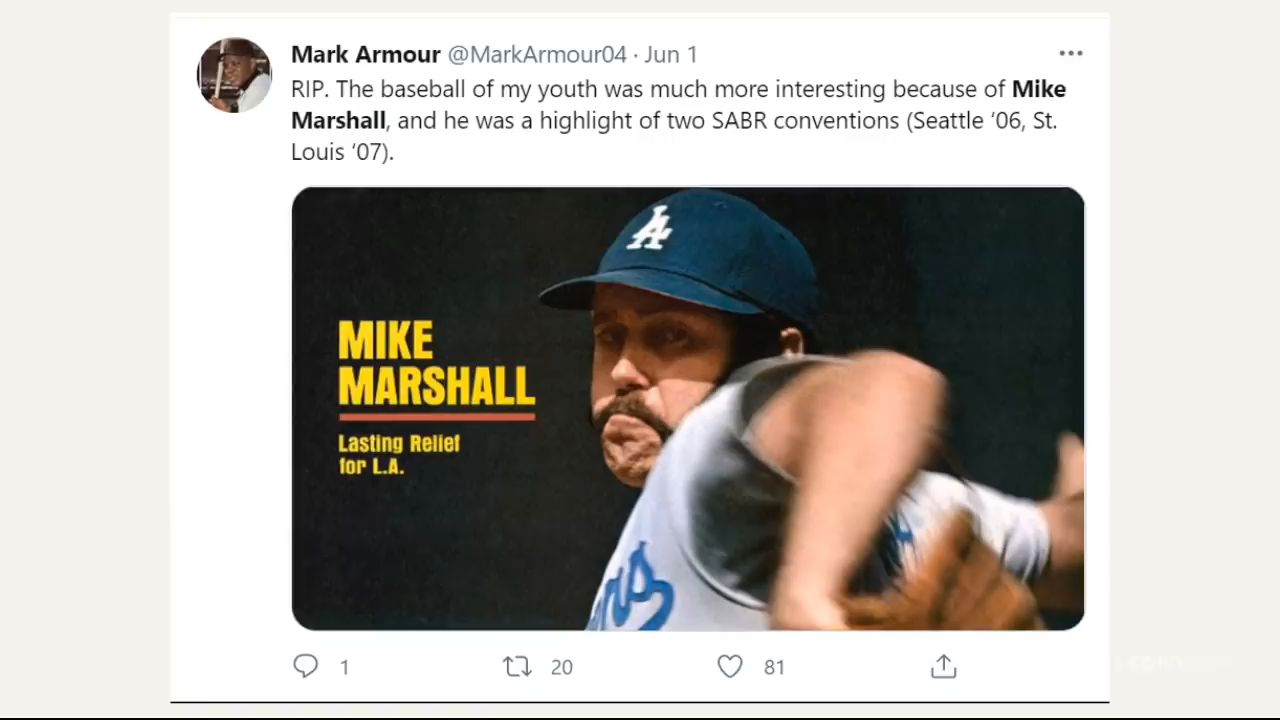 Mark Armour @MarkArmour04 · Jun 1
RIP. The baseball of my youth was much more interesting because of Mike
Marshall, and he was a highlight of two SABR conventions (Seattle ‘06, St.
Louis ‘07).
LA
MIKE
MARSHALL
Lasting Relief
for L.A.
1 20 81